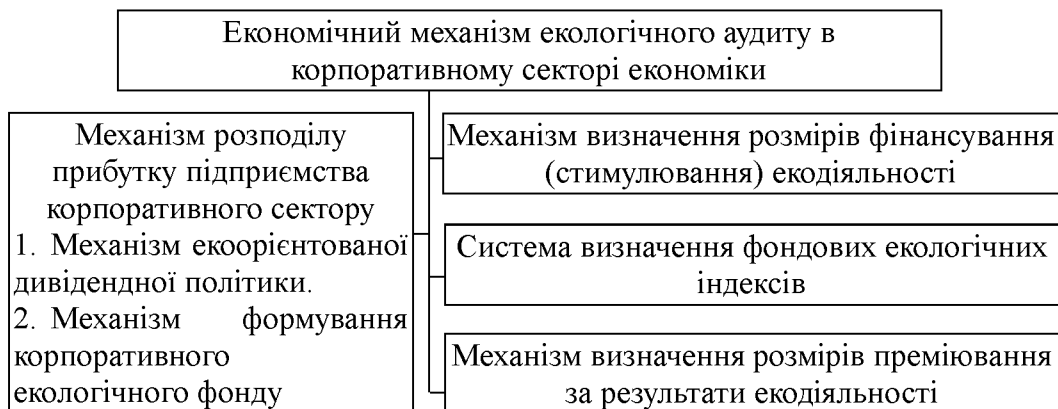 Економічний механізм екологічного аудиту в
корпоративному секторі економіки
Механізм розподілу
прибутку підприємства
корпоративного сектору
1. Механізм екоорієнтованої
дивідендної політики.
2. Механізм формування
корпоративного
екологічного фонду
Механізм визначення розмірів фінансування
(стимулювання) екодіяльності
Система визначення фондових екологічних
індексів
Механізм визначення розмірів преміювання
за результати екодіяльності